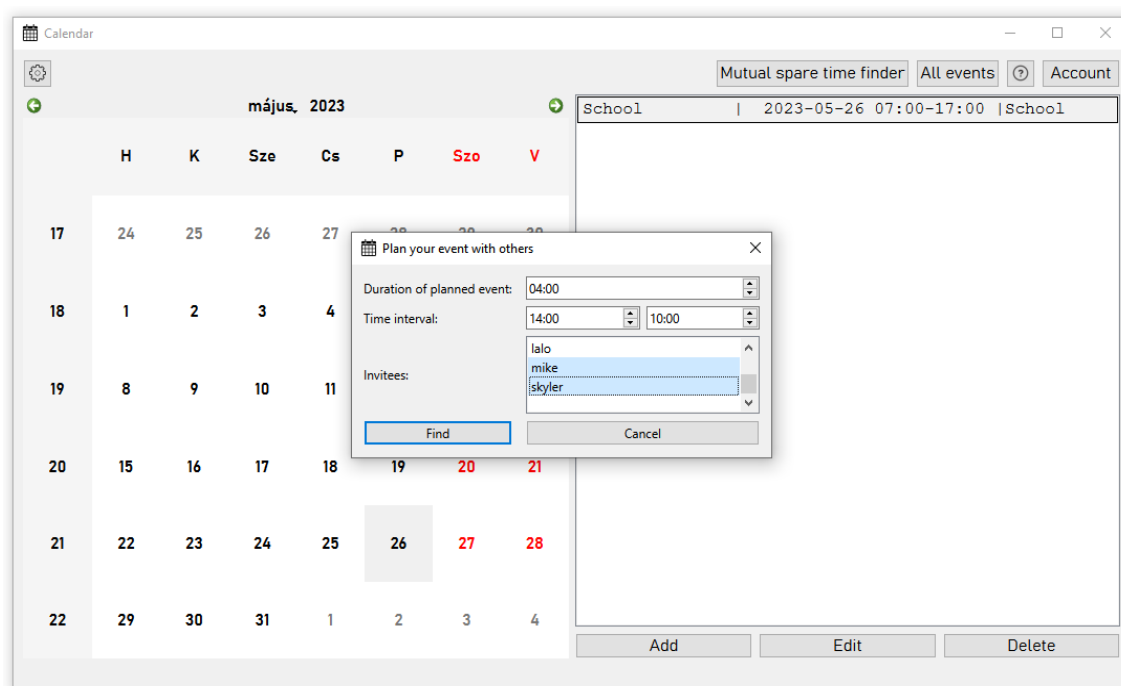 Calendar
Mutual spare time finder All events ? Account
május, 2023
School | 2023-05-26 07:00-17:00 |School
H K Sze Cs P Szo V
17 24 25 26 27 28 29 30
Plan your event with others
Duration of planned event: 04:00
18 1 2 3 4
Time interval: 14:00 10:00
lalo
mike
Invitees:
skyler
19 8 9 10 11
Find Cancel
20 15 16 17 18 19 20 21
21 22 23 24 25 26 27 28
22 29 30 31 1 2 3 4
Add Edit Delete